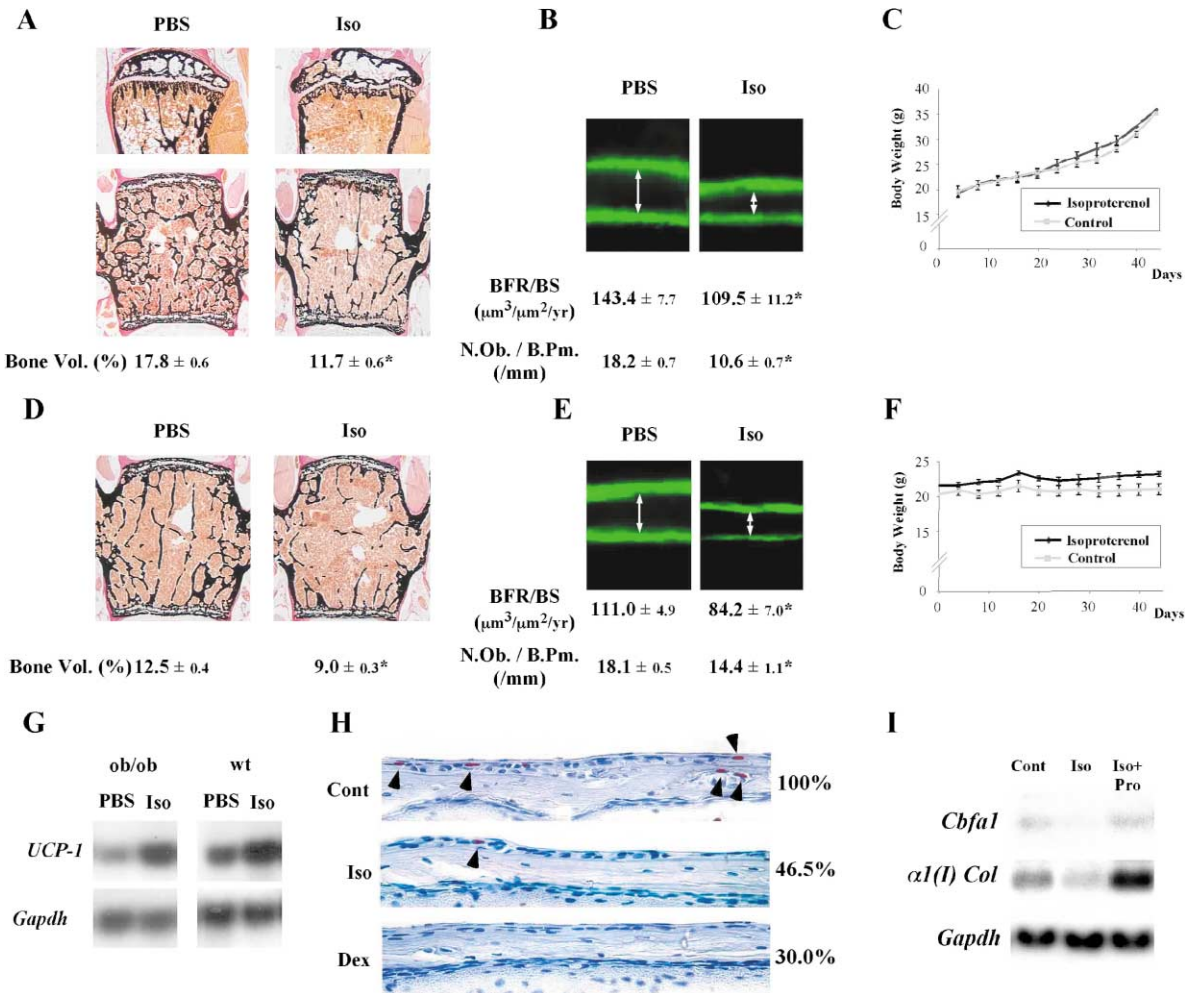 A
PBS
Iso
Bone Vol. (%) 17.8 ± 0.6
11.7 ± 0.6*
B
PBS
Iso
BFR/BS
(μm³/μm²/yr)
143.4 ± 7.7
109.5 ± 11.2*
N.Ob. / B.Pm.
(/mm)
18.2 ± 0.7
10.6 ± 0.7*
C
Body Weight (g)
40
35
30
25
20
15
0
Isoproterenol
Control
0 10 20 30 40
Days
D
PBS
Iso
Bone Vol. (%) 12.5 ± 0.4
9.0 ± 0.3*
E
PBS
Iso
BFR/BS
(μm³/μm²/yr)
111.0 ± 4.9
84.2 ± 7.0*
N.Ob. / B.Pm.
(/mm)
18.1 ± 0.5
14.4 ± 1.1*
F
Body Weight (g)
25
20
15
0
Isoproterenol
Control
0 10 20 30 40
Days
G
ob/ob
wt
PBS Iso
PBS Iso
UCP-1
Gapdh
H
Cont
100%
Iso
46.5%
Dex
30.0%
I
Cont
Iso
Iso+
Pro
Cbfa1
α1(I) Col
Gapdh